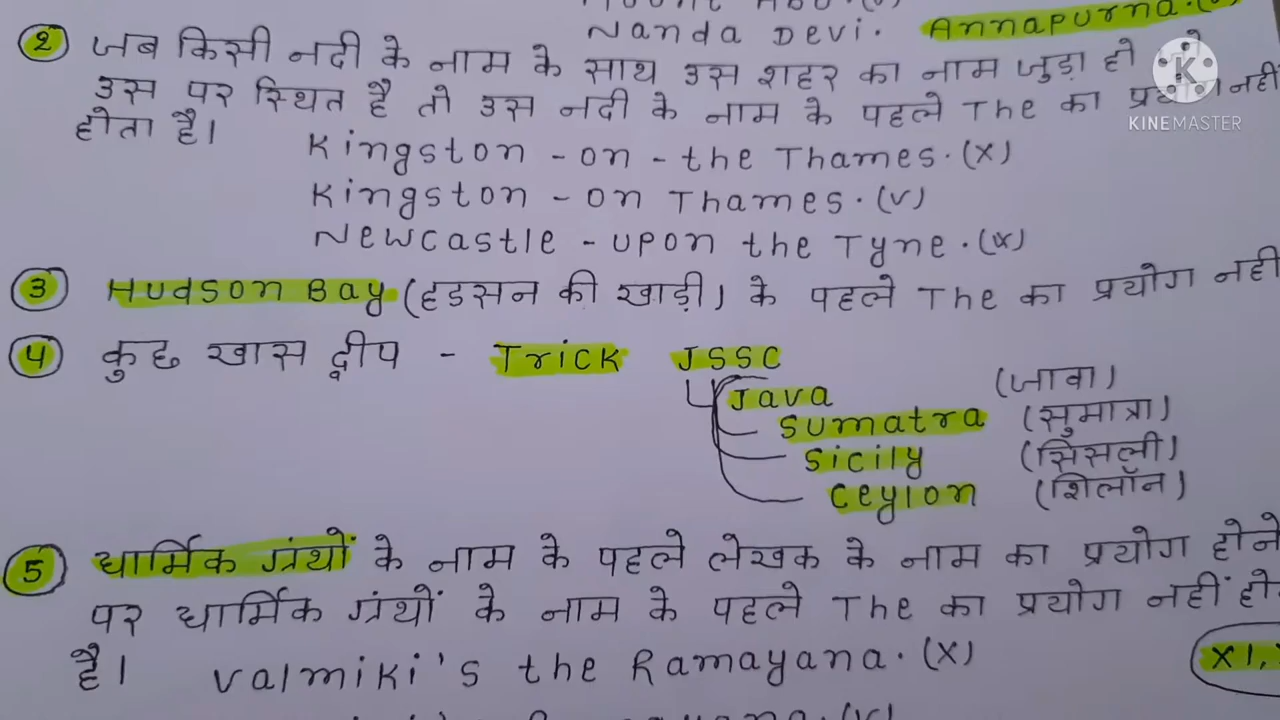 Nanda Devi. Annapurna.
② जब किसी नदी के नाम के साथ उस शहर का नाम जुड़ा हो
उस पर स्थित है तो उस नदी के नाम के पहले The का नहीं
होता है।
Kingston - on - the Thames. (X)
Kingston - on Thames. (✓)
Newcastle - upon the Tyne. (X)
③ Hudson Bay (हडसन की खाड़ी) के पहले The का प्रयोग नहीं
④ कुछ खास द्वीप - Trick JSSC
Java (जावा)
Sumatra (सुमात्रा)
Sicily (सिसली)
Ceylon (शिलॉन)
⑤ धार्मिक ग्रंथों के नाम के पहले लेखक के नाम का प्रयोग होने
पर धार्मिक ग्रंथों के नाम के पहले The का प्रयोग नहीं
है। Valmiki's the Ramayana. (X)
KINEMASTER